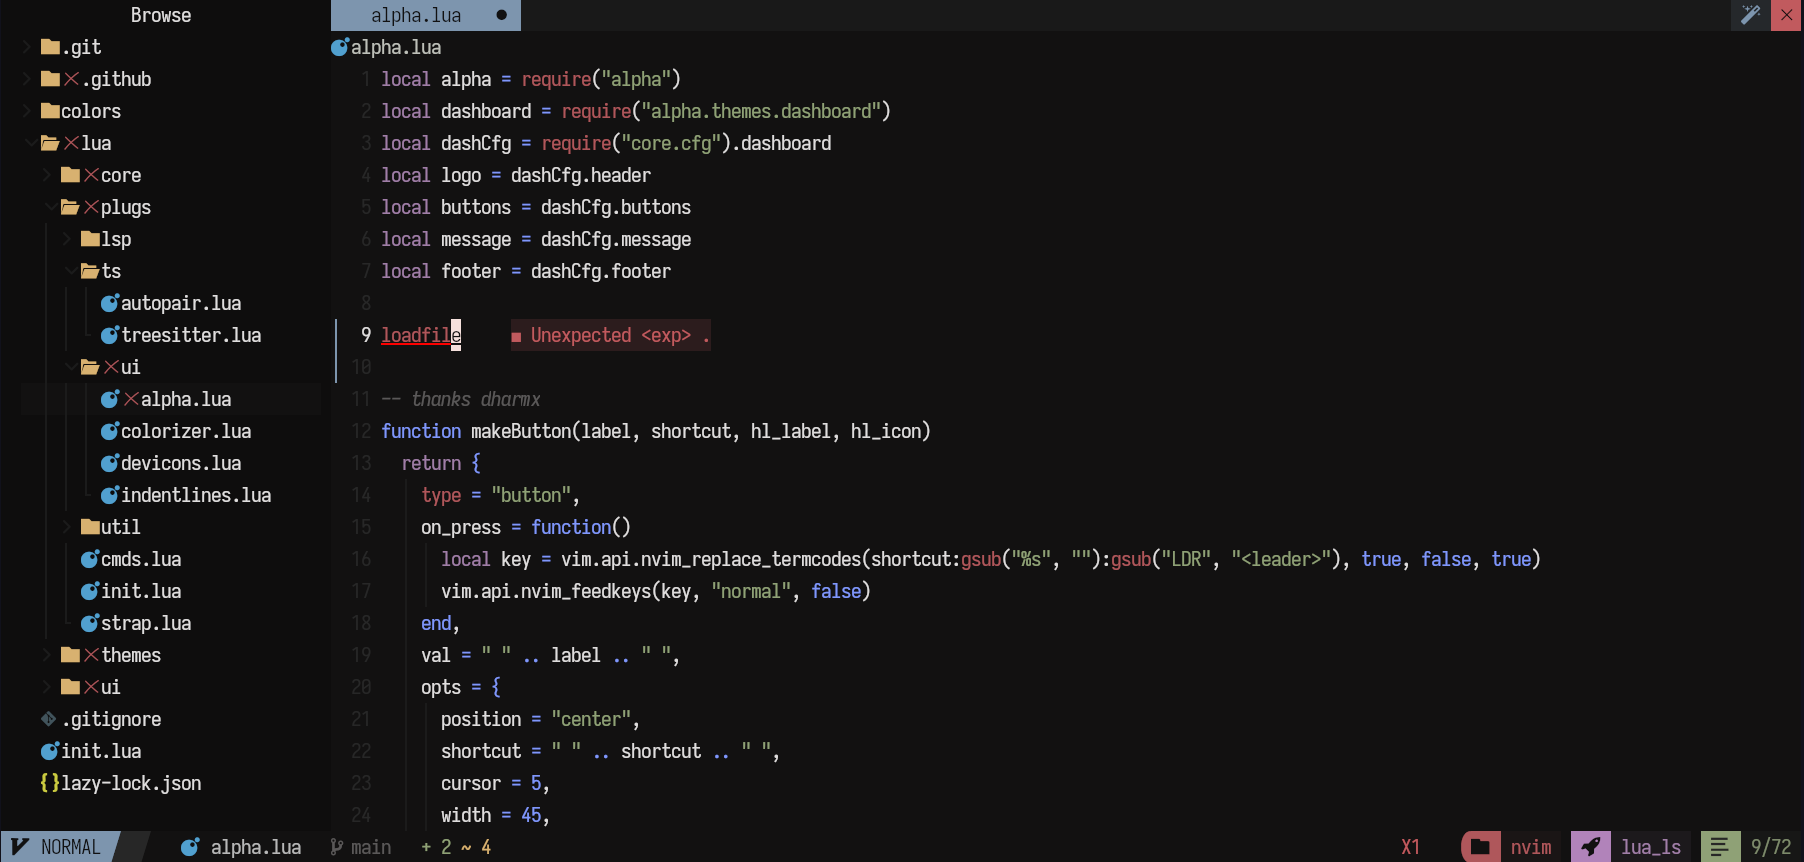 Browse
.git
.github
colors
lua
core
plugs
lsp
ts
autopair.lua
treesitter.lua
ui
alpha.lua
colorizer.lua
devicons.lua
indentlines.lua
util
cmds.lua
init.lua
strap.lua
themes
ui
.gitignore
init.lua
{}lazy-lock.json
alpha.lua
alpha.lua
1 local alpha = require("alpha")
2 local dashboard = require("alpha.themes.dashboard")
3 local dashCfg = require("core.cfg").dashboard
4 local logo = dashCfg.header
5 local buttons = dashCfg.buttons
6 local message = dashCfg.message
7 local footer = dashCfg.footer
8
9 loadfile ■ Unexpected <exp> .
10
11 -- thanks dharmx
12 function makeButton(label, shortcut, hl_label, hl_icon)
13 return {
14 type = "button",
15 on_press = function()
16 local key = vim.api.nvim_replace_termcodes(shortcut:gsub("%s", ""):gsub("LDR", "<leader>"), true, false, true)
17 vim.api.nvim_feedkeys(key, "normal", false)
18 end,
19 val = " " .. label .. " ",
20 opts = {
21 position = "center",
22 shortcut = " " .. shortcut .. " ",
23 cursor = 5,
24 width = 45,
NORMAL alpha.lua main + 2 ~ 4 X1 nvim lua_ls 9/72